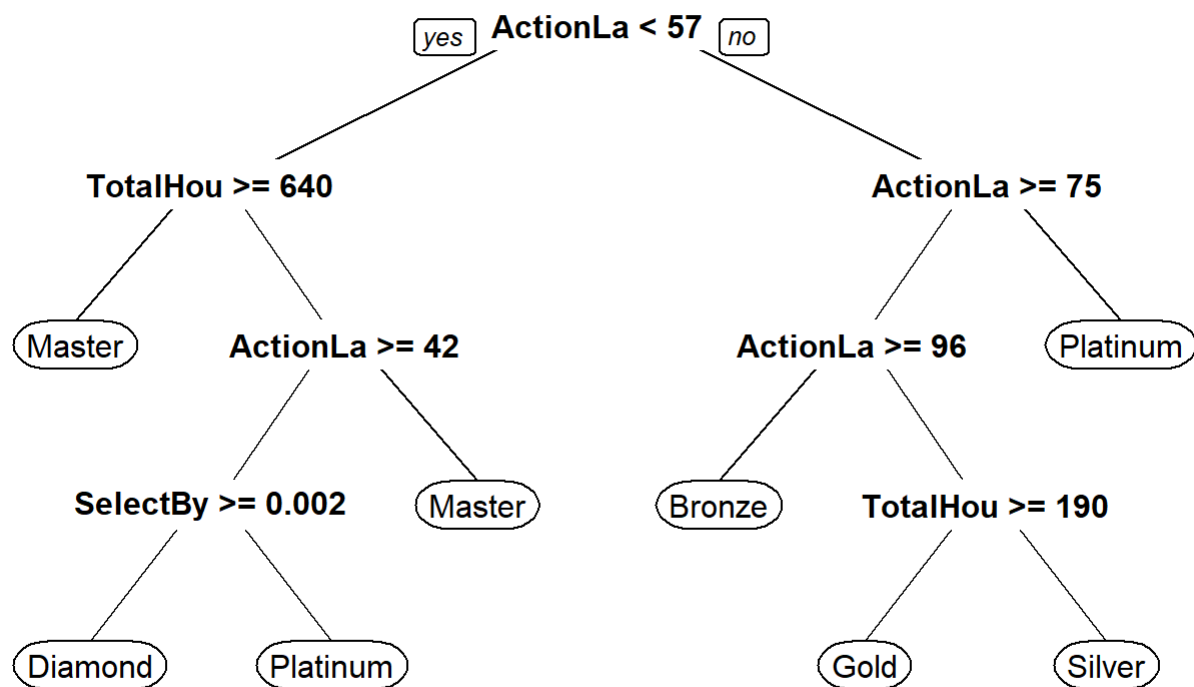 yes ActionLa < 57 no
TotalHou >= 640 ActionLa >= 75
Master ActionLa >= 42 ActionLa >= 96 Platinum
SelectBy >= 0.002 Master Bronze TotalHou >= 190
Diamond Platinum Gold Silver